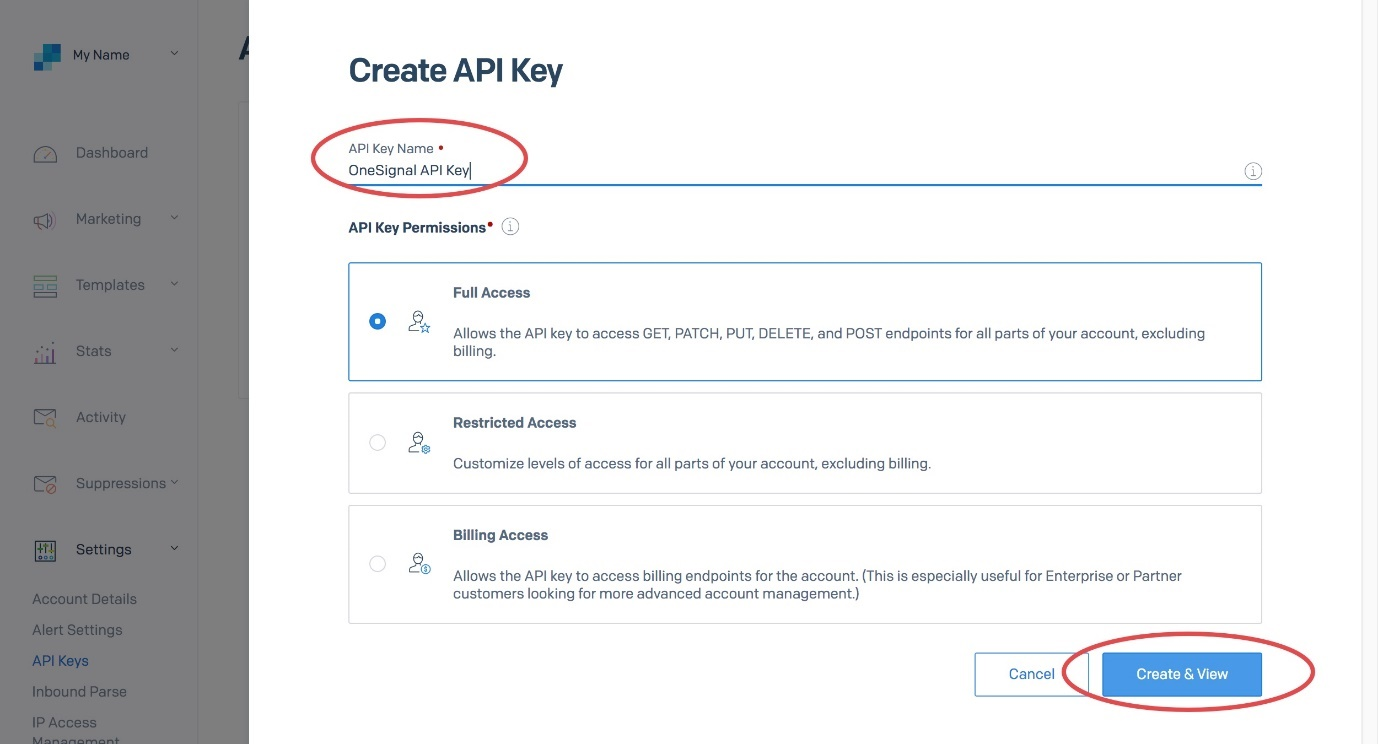 My Name
A
Dashboard
Marketing
Templates
Stats
Activity
Suppressions
Settings
Account Details
Alert Settings
API Keys
Inbound Parse
IP Access
Management
Create API Key
API Key Name •
OneSignal API Key
API Key Permissions•
Full Access
Allows the API key to access GET, PATCH, PUT, DELETE, and POST endpoints for all parts of your account, excluding
billing.
Restricted Access
Customize levels of access for all parts of your account, excluding billing.
Billing Access
Allows the API key to access billing endpoints for the account. (This is especially useful for Enterprise or Partner
customers looking for more advanced account management.)
Cancel
Create & View